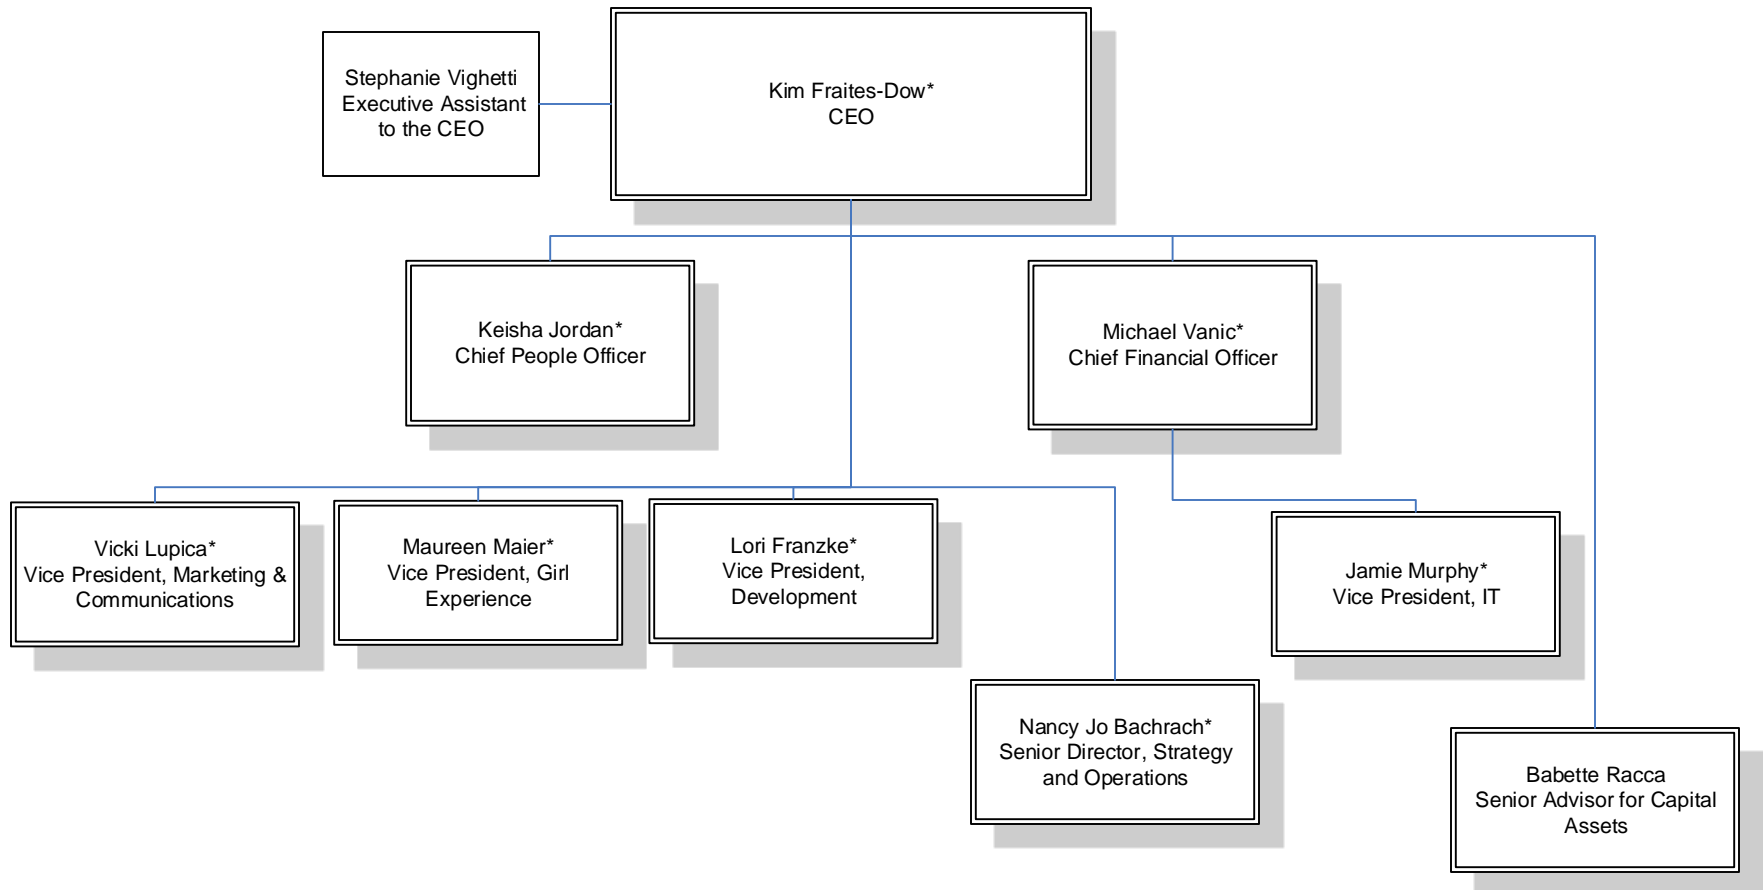 Stephanie Vighetti
Executive Assistant
to the CEO
Kim Fraites-Dow*
CEO
Keisha Jordan*
Chief People Officer
Michael Vanic*
Chief Financial Officer
Vicki Lupica*
Vice President, Marketing &
Communications
Maureen Maier*
Vice President, Girl
Experience
Lori Franzke*
Vice President,
Development
Jamie Murphy*
Vice President, IT
Nancy Jo Bachrach*
Senior Director, Strategy
and Operations
Babette Racca
Senior Advisor for Capital
Assets